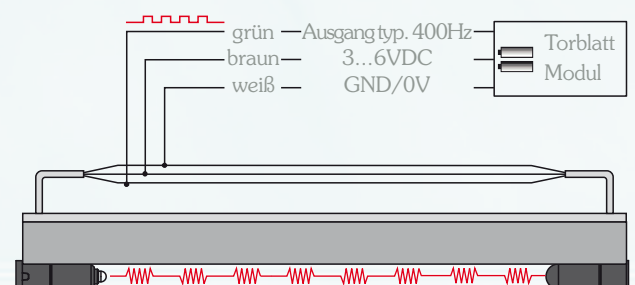 grün Ausgang typ. 400Hz Torblatt
braun 3...6VDC Modul
weiß GND/0V